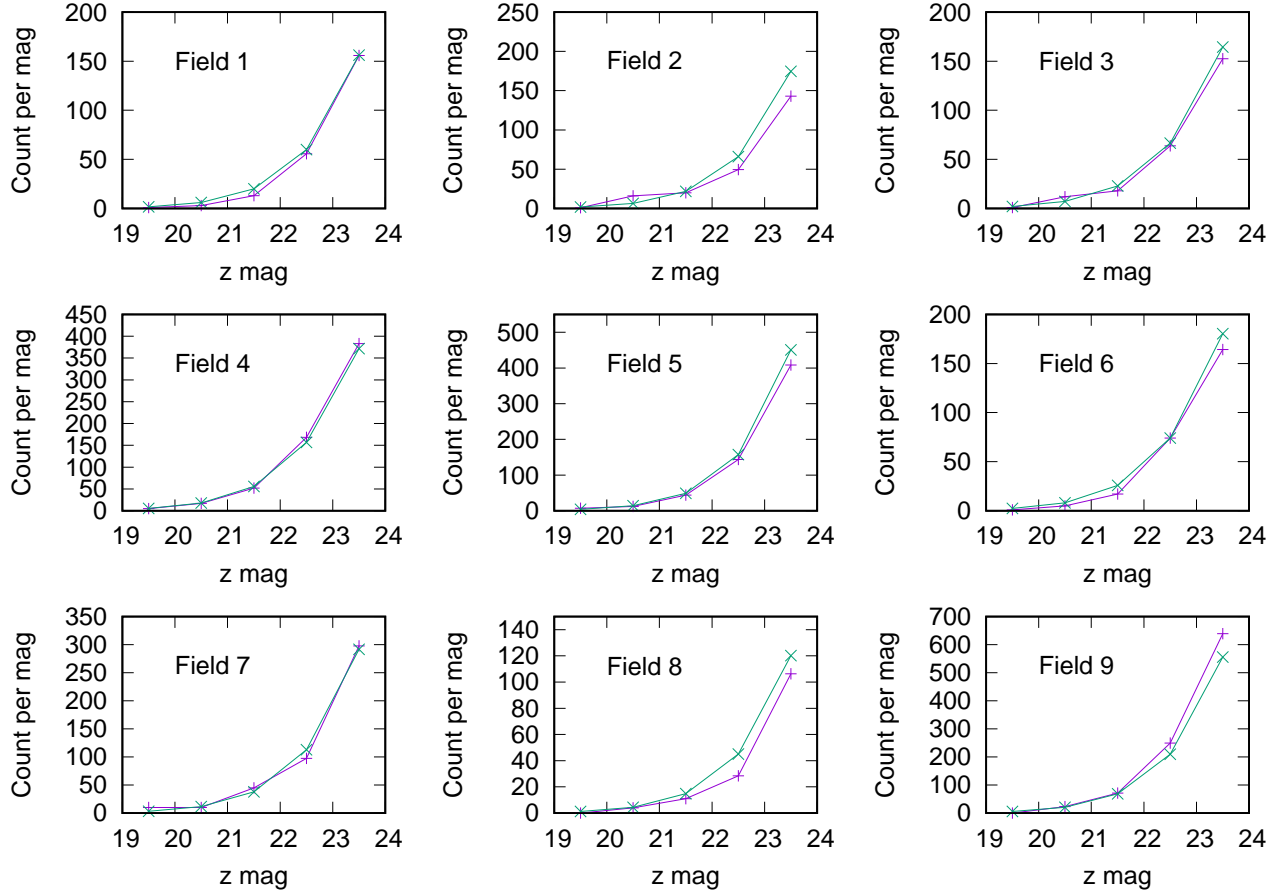 Count per mag
200
150
100
50
0
Field 1
19 20 21 22 23 24
z mag
Count per mag
250
200
150
100
50
0
Field 2
19 20 21 22 23 24
z mag
Count per mag
200
150
100
50
0
Field 3
19 20 21 22 23 24
z mag
Count per mag
450
400
350
300
250
200
150
100
50
0
Field 4
19 20 21 22 23 24
z mag
Count per mag
500
400
300
200
100
0
Field 5
19 20 21 22 23 24
z mag
Count per mag
200
150
100
50
0
Field 6
19 20 21 22 23 24
z mag
Count per mag
350
300
250
200
150
100
50
0
Field 7
19 20 21 22 23 24
z mag
Count per mag
140
120
100
80
60
40
20
0
Field 8
19 20 21 22 23 24
z mag
Count per mag
700
600
500
400
300
200
100
0
Field 9
19 20 21 22 23 24
z mag